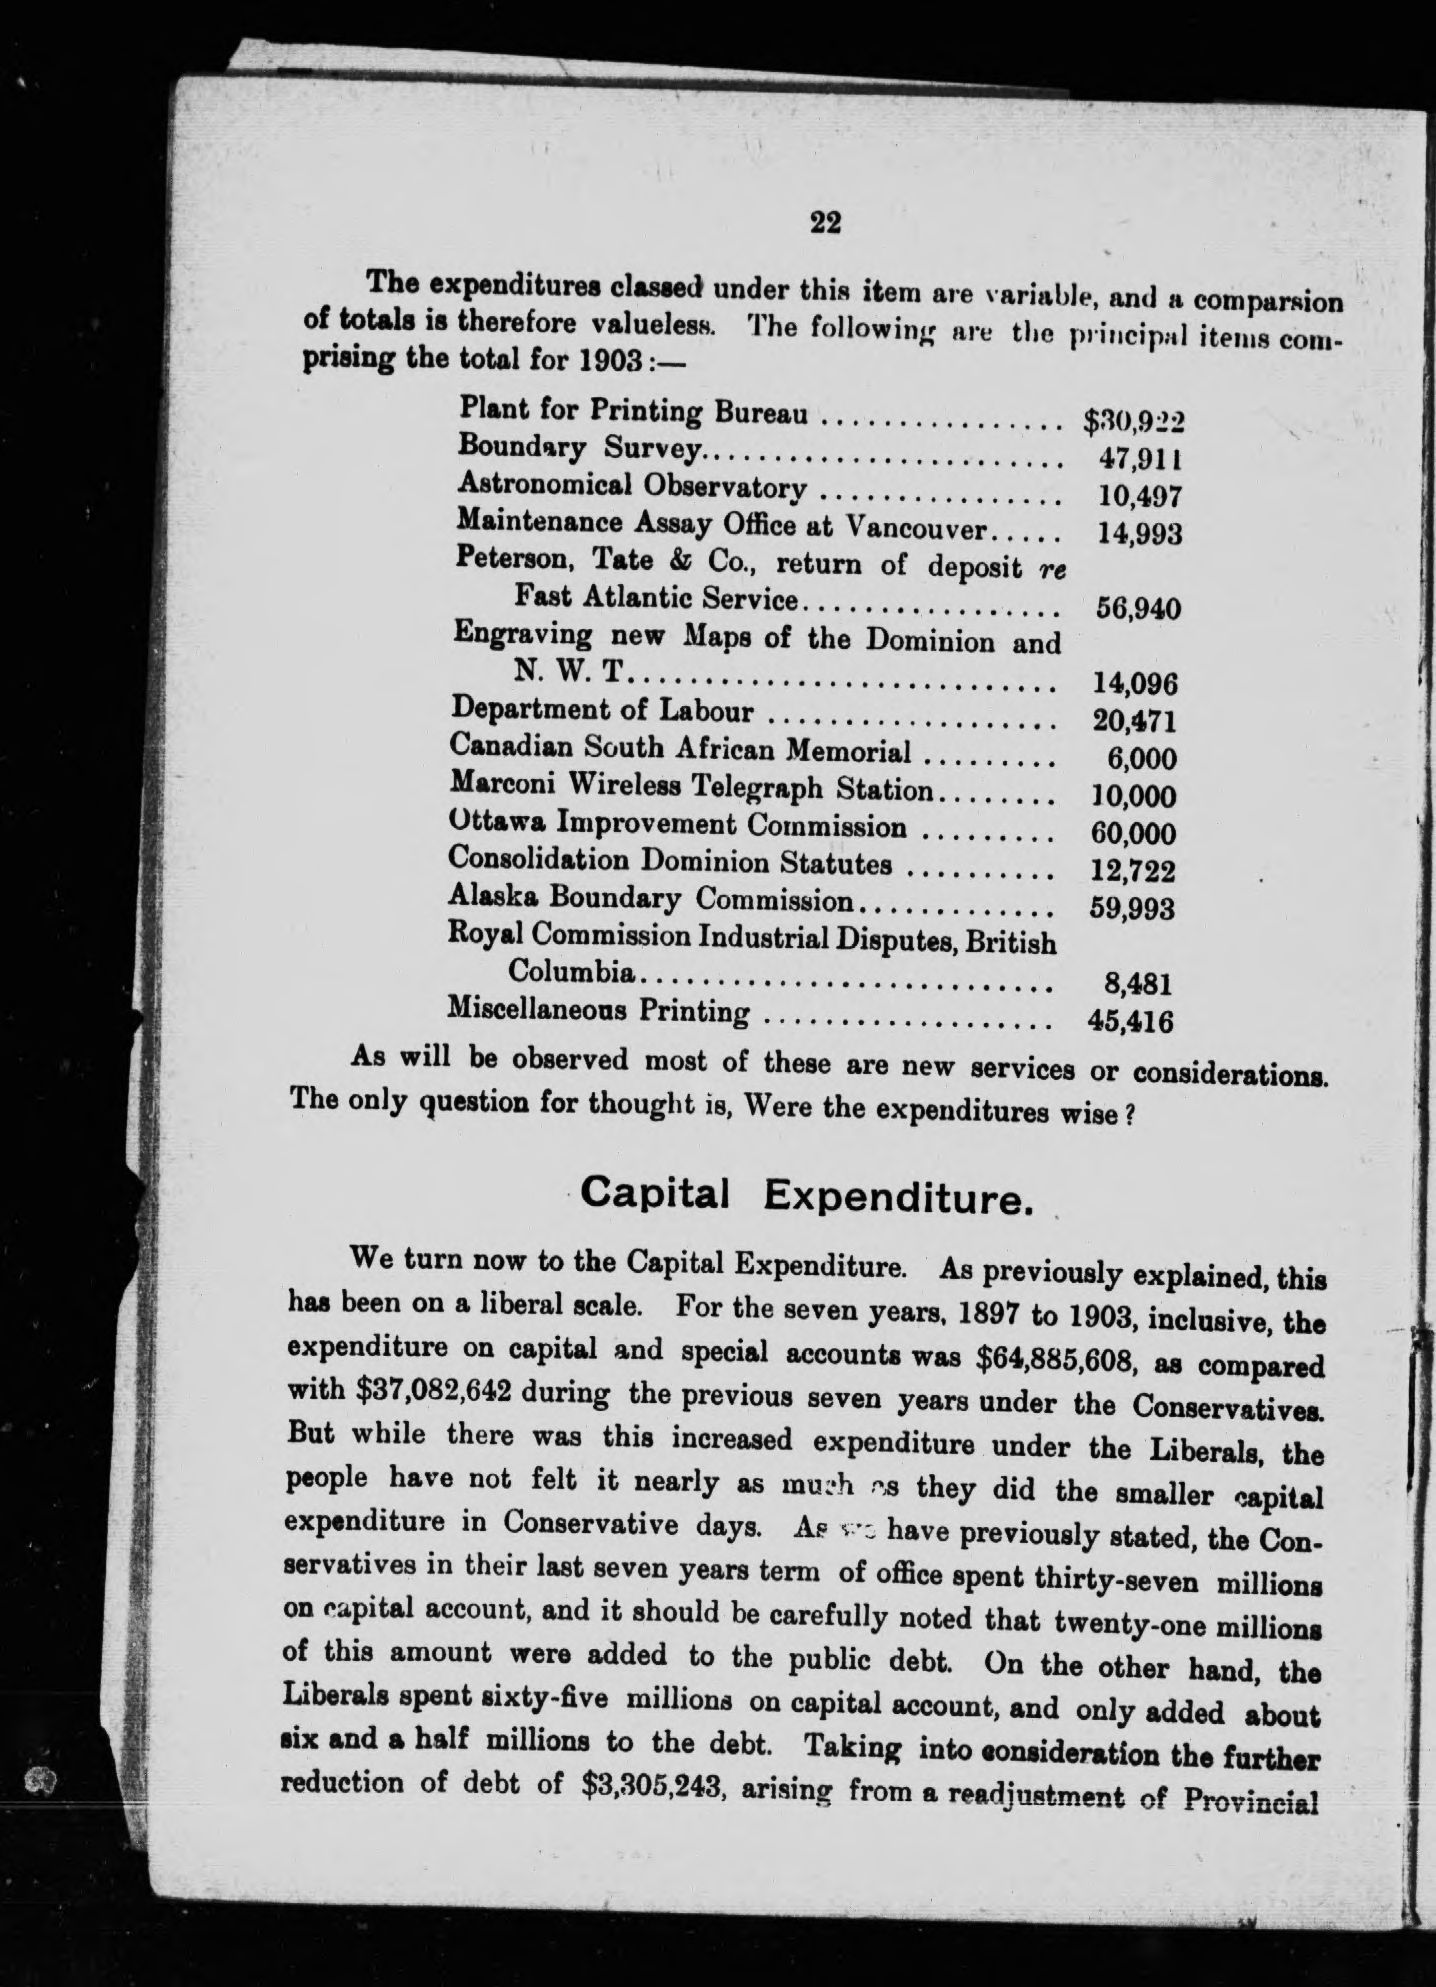 22
The expenditures classed under this item are variable, and a comparsion
of totals is therefore valueless. The following are the principal items com-
prising the total for 1903:—
Plant for Printing Bureau ................ $30,922
Boundary Survey........................ 47,911
Astronomical Observatory ................ 10,497
Maintenance Assay Office at Vancouver..... 14,993
Peterson, Tate & Co., return of deposit re
Fast Atlantic Service................. 56,940
Engraving new Maps of the Dominion and
N. W. T............................ 14,096
Department of Labour ................... 20,471
Canadian South African Memorial ......... 6,000
Marconi Wireless Telegraph Station........ 10,000
Ottawa Improvement Commission ......... 60,000
Consolidation Dominion Statutes .......... 12,722
Alaska Boundary Commission............. 59,993
Royal Commission Industrial Disputes, British
Columbia........................... 8,481
Miscellaneous Printing ................... 45,416
As will be observed most of these are new services or considerations.
The only question for thought is, Were the expenditures wise?
Capital Expenditure.
We turn now to the Capital Expenditure. As previously explained, this
has been on a liberal scale. For the seven years, 1897 to 1903, inclusive, the
expenditure on capital and special accounts was $64,885,608, as compared
with $37,082,642 during the previous seven years under the Conservatives.
But while there was this increased expenditure under the Liberals, the
people have not felt it nearly as much as they did the smaller capital
expenditure in Conservative days. As we have previously stated, the Con-
servatives in their last seven years term of office spent thirty-seven millions
on capital account, and it should be carefully noted that twenty-one millions
of this amount were added to the public debt. On the other hand, the
Liberals spent sixty-five millions on capital account, and only added about
six and a half millions to the debt. Taking into consideration the further
reduction of debt of $3,305,243, arising from a readjustment of Provincial